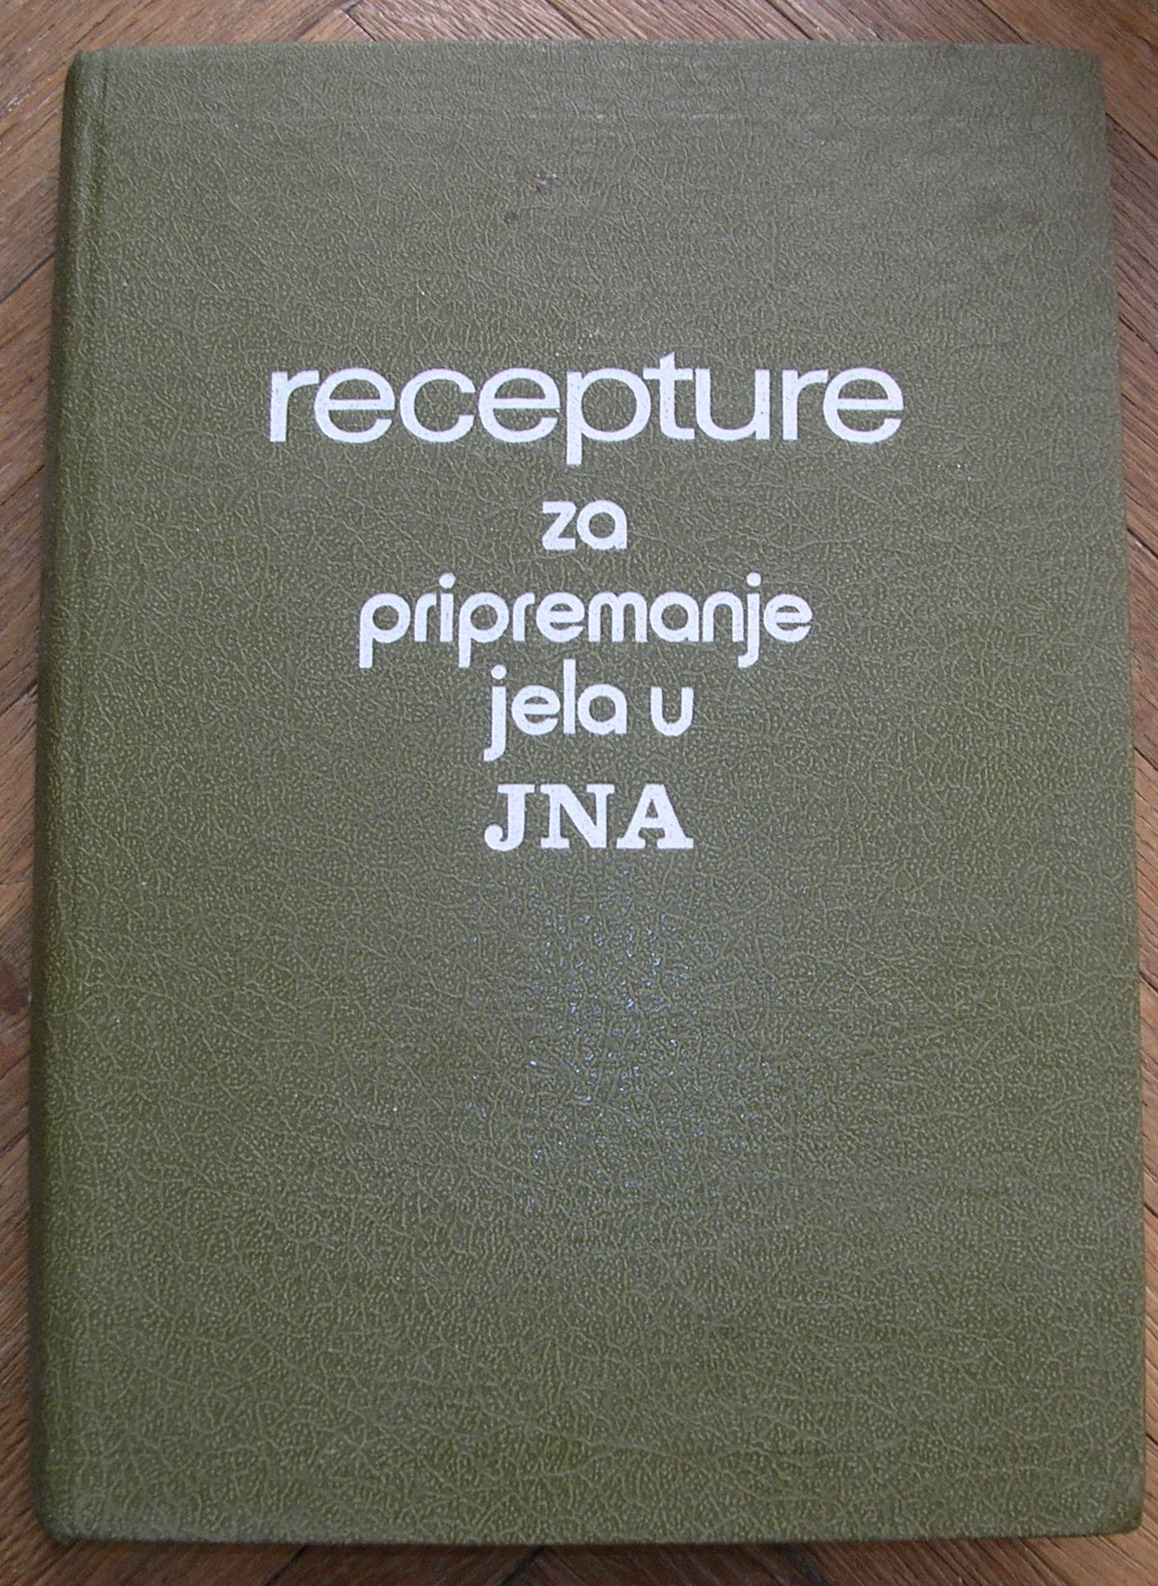 recepture
za
pripremanje
jela u
JNA